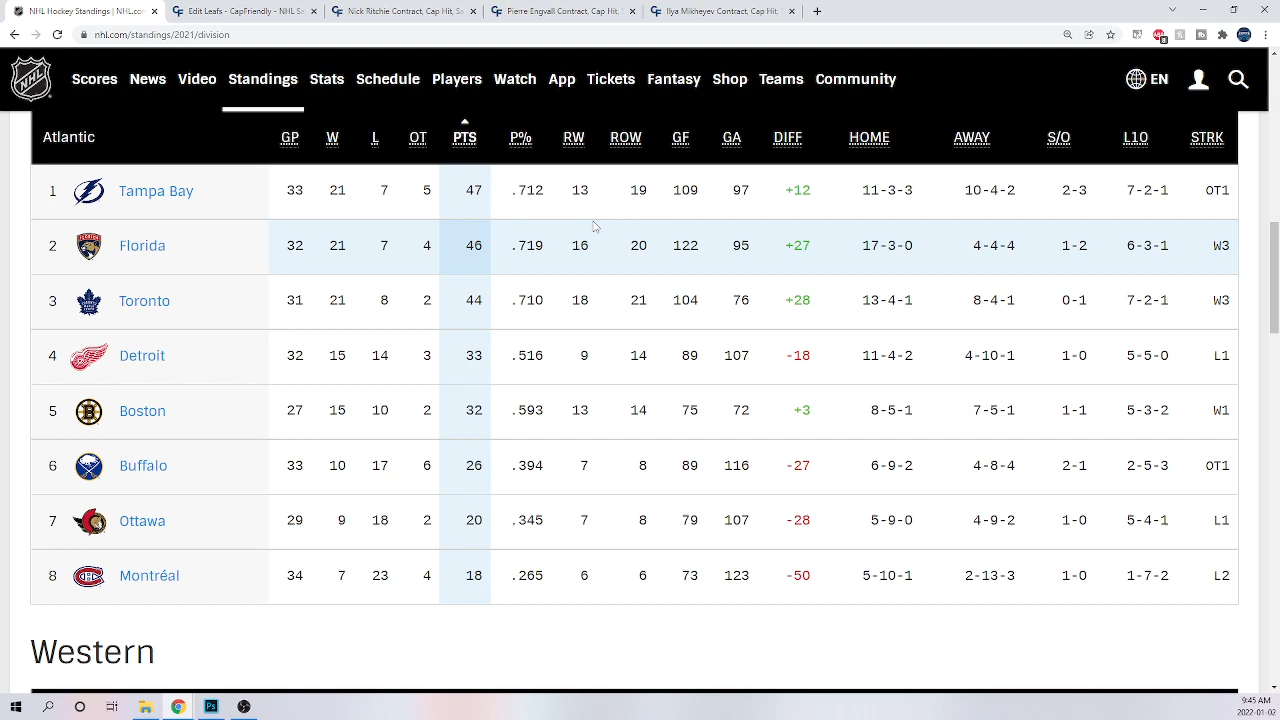 NHL Hockey Standings | NHL.con
Edit Leafs - CapFriendly - NHL Sa
Nick Ritchie Contract, Cap Hit, Sa
Pierre Engvall Contract, Cap Hit,
Ilya Mikheyev Contract, Cap Hit,
nhl.com/standings/2021/division
8
NHL Scores News Video Standings Stats Schedule Players Watch App Tickets Fantasy Shop Teams Community EN
Atlantic GP W L OT PTS P% RW ROW GF GA DIFF HOME AWAY S/O L10 STRK
1 Tampa Bay 33 21 7 5 47 .712 13 19 109 97 +12 11-3-3 10-4-2 2-3 7-2-1 OT1
2 Florida 32 21 7 4 46 .719 16 20 122 95 +27 17-3-0 4-4-4 1-2 6-3-1 W3
3 Toronto 31 21 8 2 44 .710 18 21 104 76 +28 13-4-1 8-4-1 0-1 7-2-1 W3
4 Detroit 32 15 14 3 33 .516 9 14 89 107 -18 11-4-2 4-10-1 1-0 5-5-0 L1
5 Boston 27 15 10 2 32 .593 13 14 75 72 +3 8-5-1 7-5-1 1-1 5-3-2 W1
6 Buffalo 33 10 17 6 26 .394 7 8 89 116 -27 6-9-2 4-8-4 2-1 2-5-3 OT1
7 Ottawa 29 9 18 2 20 .345 7 8 79 107 -28 5-9-0 4-9-2 1-0 5-4-1 L1
8 Montréal 34 7 23 4 18 .265 6 6 73 123 -50 5-10-1 2-13-3 1-0 1-7-2 L2
Western
Ps
9:45 AM
2022-01-02